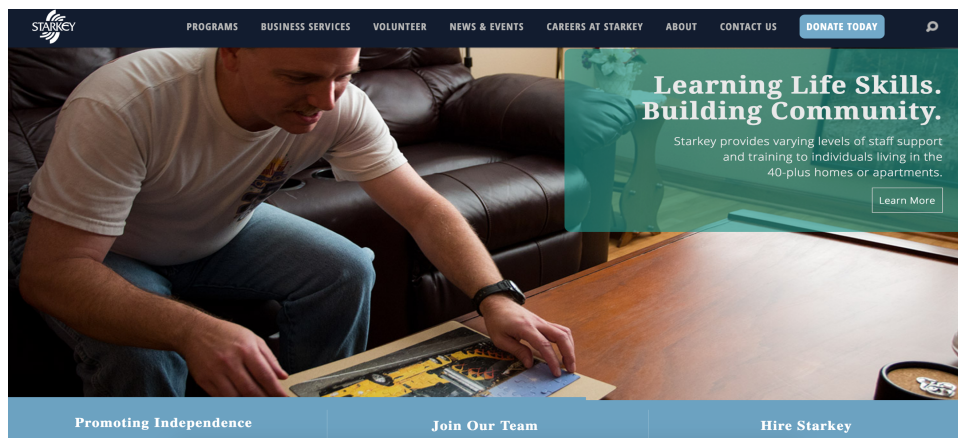 STARKEY
PROGRAMS
BUSINESS SERVICES
VOLUNTEER
NEWS & EVENTS
CAREERS AT STARKEY
ABOUT
CONTACT US
DONATE TODAY
Learning Life Skills.
Building Community.
Starkey provides varying levels of staff support
and training to individuals living in the
40-plus homes or apartments.
Learn More
Promoting Independence
Join Our Team
Hire Starkey